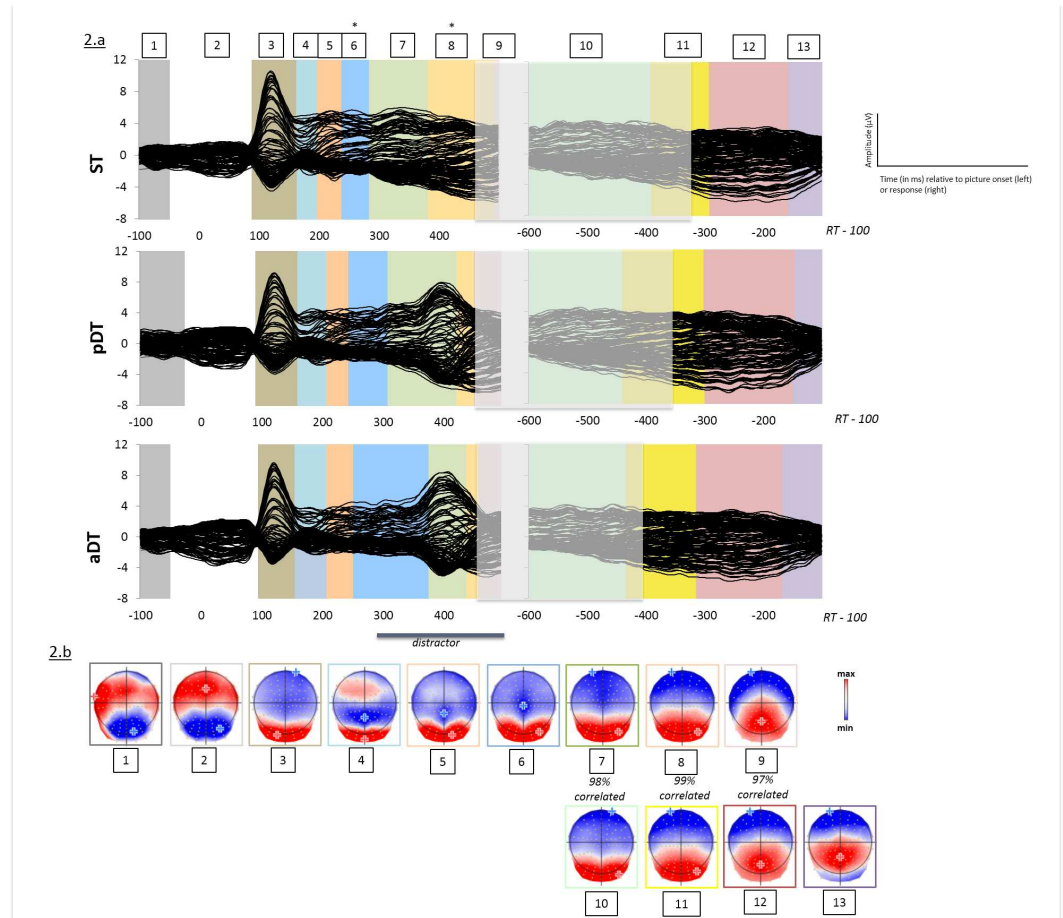 2.a
* *
1 2 3 4 5 6 7 8 9 10 11 12 13
12
8
4
0
-4
-8
ST
-100 0 100 200 300 400 -600 -500 -400 -300 -200 RT - 100
Amplitude (μV)
Time (in ms) relative to picture onset (left)
or response (right)
12
8
4
0
-4
-8
pDT
-100 0 100 200 300 400 -600 -500 -400 -300 -200 RT - 100
12
8
4
0
-4
-8
aDT
-100 0 100 200 300 400 -600 -500 -400 -300 -200 RT - 100
distractor
2.b
max
min
1 2 3 4 5 6 7 8 9
98% 99% 97%
correlated correlated correlated
10 11 12 13